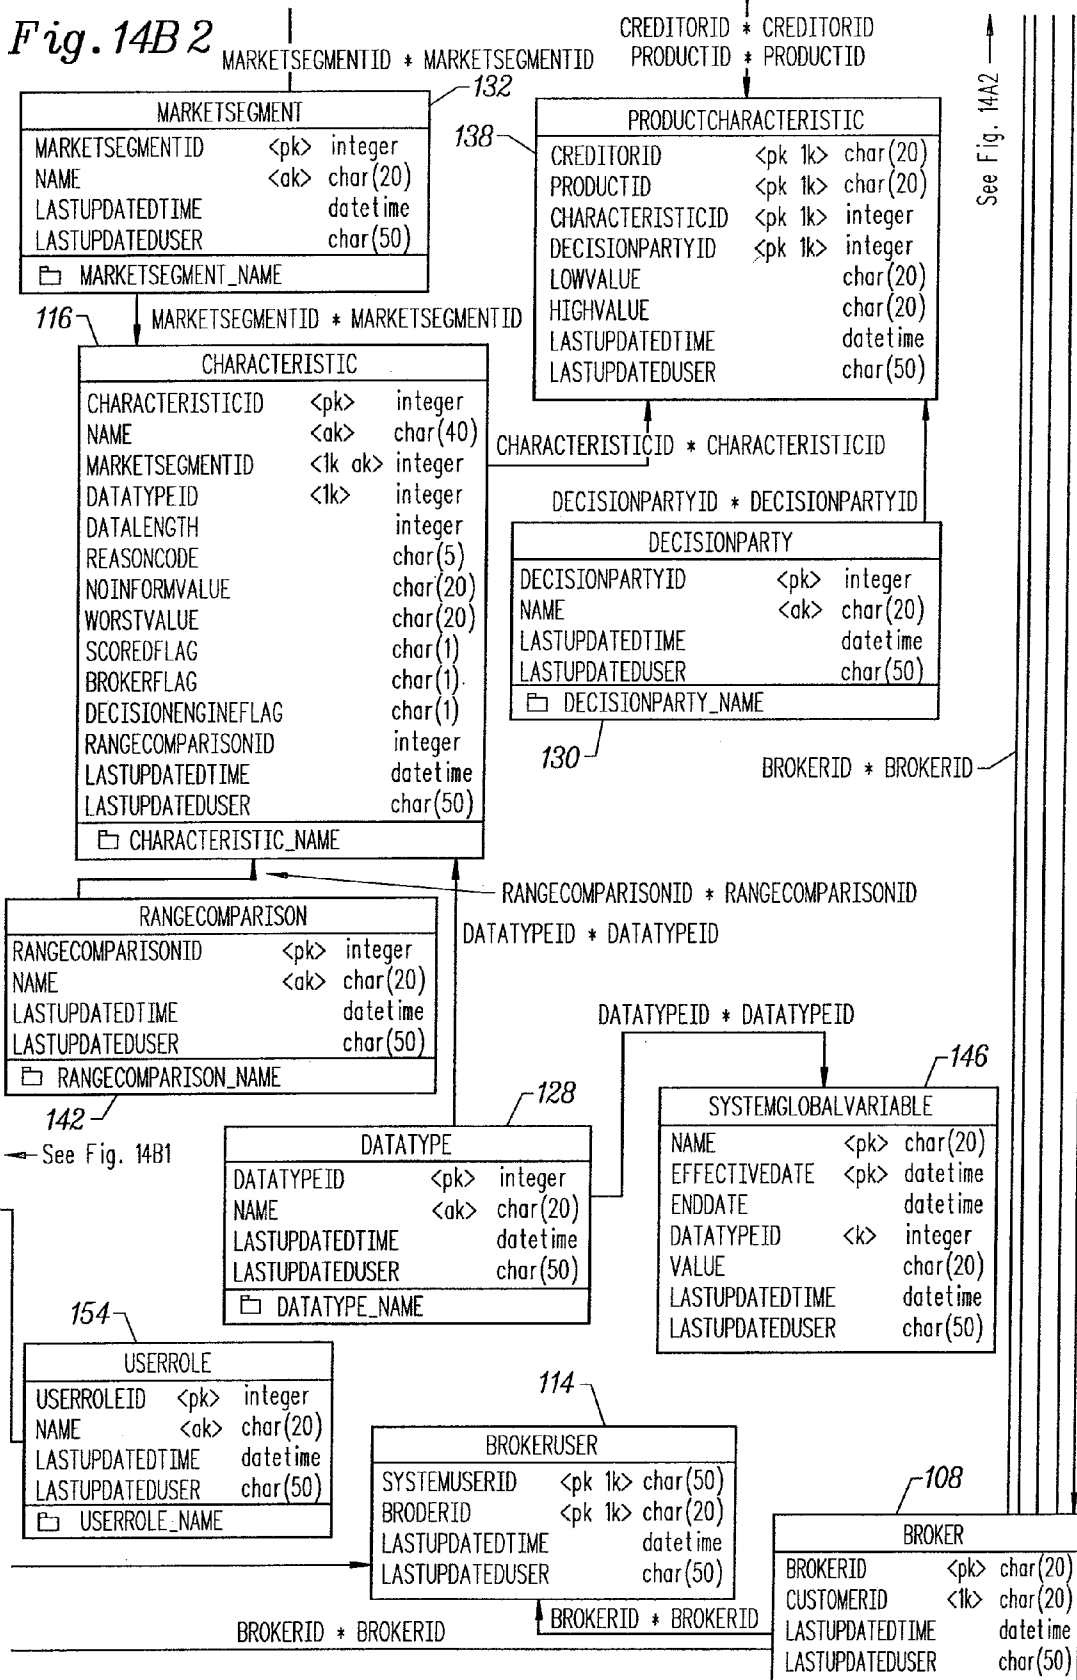 Fig. 14B2
CREDITORID * CREDITORID
PRODUCTID * PRODUCTID
MARKETSEGMENTID * MARKETSEGMENTID
See Fig. 14A2
132
MARKETSEGMENT
MARKETSEGMENTID <pk> integer
NAME <ak> char(20)
LASTUPDATEDTIME datetime
LASTUPDATEDUSER char(50)
MARKETSEGMENT_NAME
138
PRODUCTCHARACTERISTIC
CREDITORID <pk 1k> char(20)
PRODUCTID <pk 1k> char(20)
CHARACTERISTICID <pk 1k> integer
DECISIONPARTYID <pk 1k> integer
LOWVALUE char(20)
HIGHVALUE char(20)
LASTUPDATEDTIME datetime
LASTUPDATEDUSER char(50)
116
MARKETSEGMENTID * MARKETSEGMENTID
CHARACTERISTIC
CHARACTERISTICID <pk> integer
NAME <ak> char(40)
MARKETSEGMENTID <1k ak> integer
DATATYPEID <1k> integer
DATALENGTH integer
REASONCODE char(5)
NOINFORMVALUE char(20)
WORSTVALUE char(20)
SCOREDFLAG char(1)
BROKERFLAG char(1)
DECISIONENGINEFLAG char(1)
RANGECOMPARISONID integer
LASTUPDATEDTIME datetime
LASTUPDATEDUSER char(50)
CHARACTERISTIC_NAME
CHARACTERISTICID * CHARACTERISTICID
DECISIONPARTYID * DECISIONPARTYID
DECISIONPARTY
DECISIONPARTYID <pk> integer
NAME <ak> char(20)
LASTUPDATEDTIME datetime
LASTUPDATEDUSER char(50)
DECISIONPARTY_NAME
130
BROKERID * BROKERID
RANGECOMPARISONID * RANGECOMPARISONID
RANGECOMPARISON
RANGECOMPARISONID <pk> integer
NAME <ak> char(20)
LASTUPDATEDTIME datetime
LASTUPDATEDUSER char(50)
RANGECOMPARISON_NAME
142
DATATYPEID * DATATYPEID
DATATYPEID * DATATYPEID
See Fig. 14B1
128
DATATYPE
DATATYPEID <pk> integer
NAME <ak> char(20)
LASTUPDATEDTIME datetime
LASTUPDATEDUSER char(50)
DATATYPE_NAME
146
SYSTEMGLOBALVARIABLE
NAME <pk> char(20)
EFFECTIVEDATE <pk> datetime
ENDDATE datetime
DATATYPEID <k> integer
VALUE char(20)
LASTUPDATEDTIME datetime
LASTUPDATEDUSER char(50)
154
USERROLE
USERROLEID <pk> integer
NAME <ak> char(20)
LASTUPDATEDTIME datetime
LASTUPDATEDUSER char(50)
USERROLE_NAME
114
BROKERUSER
SYSTEMUSERID <pk 1k> char(50)
BRODERID <pk 1k> char(20)
LASTUPDATEDTIME datetime
LASTUPDATEDUSER char(50)
108
BROKER
BROKERID <pk> char(20)
CUSTOMERID <1k> char(20)
LASTUPDATEDTIME datetime
LASTUPDATEDUSER char(50)
BROKERID * BROKERID
BROKERID * BROKERID